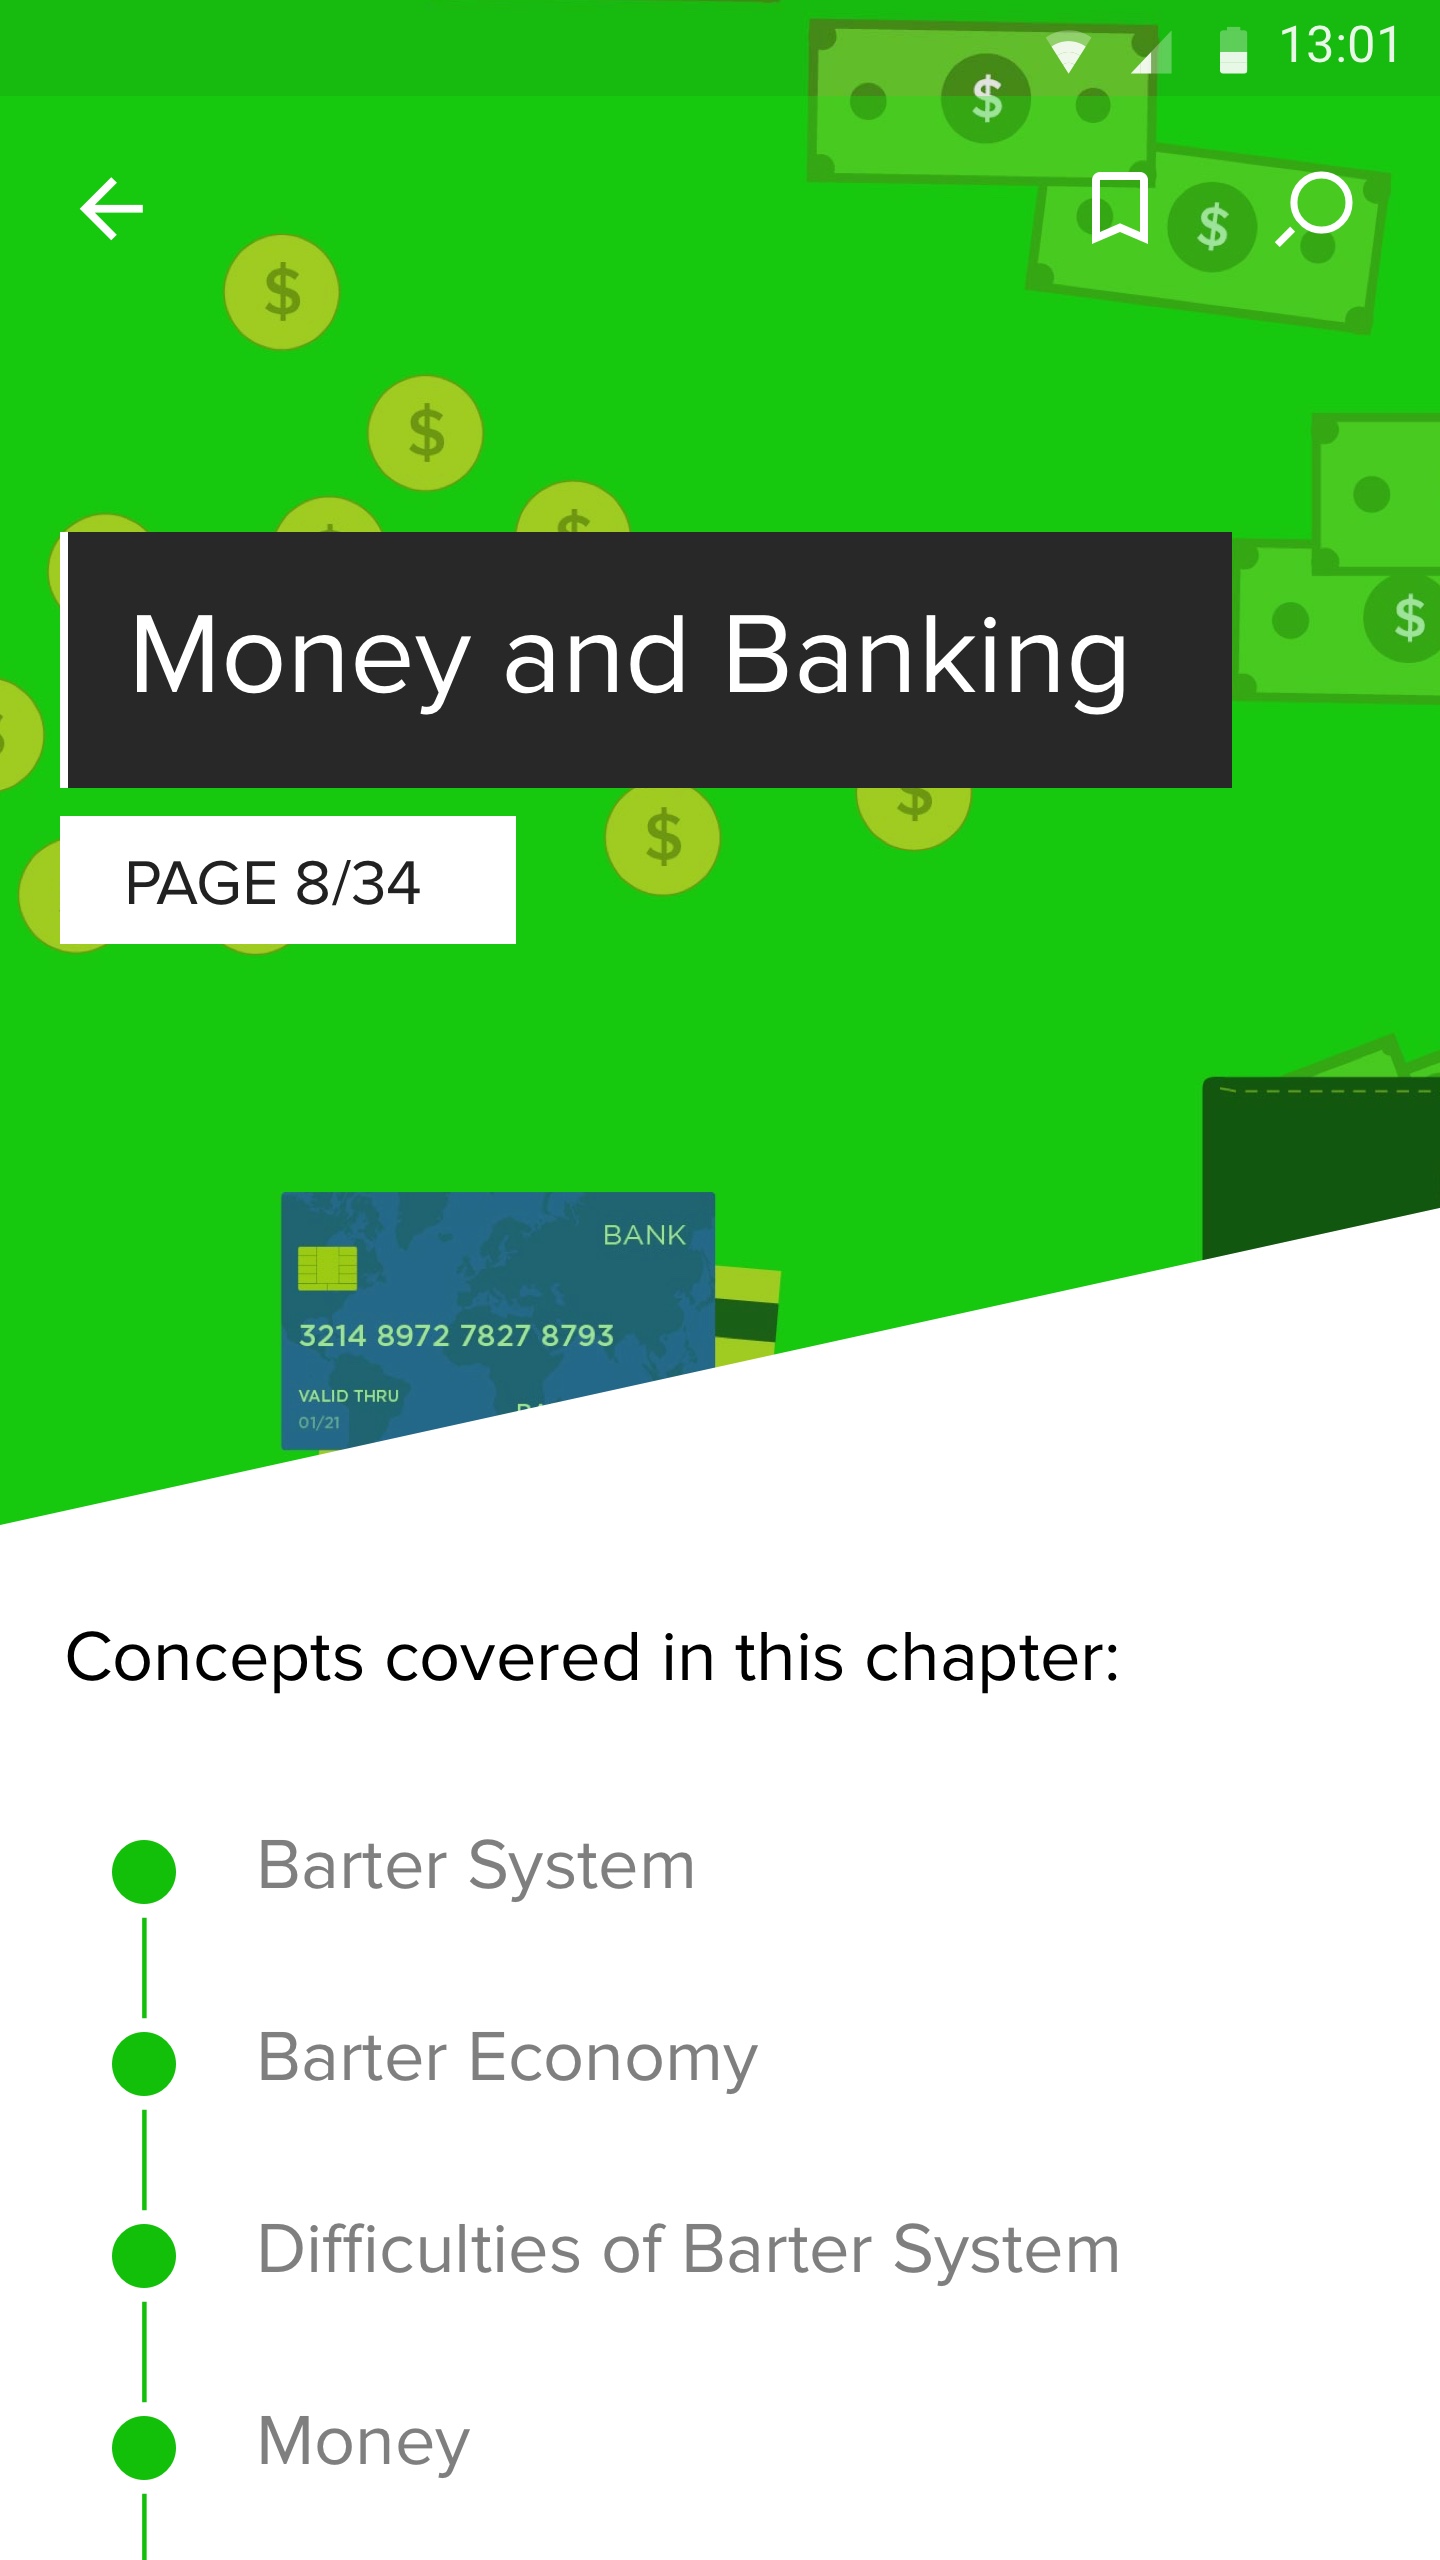 13:01
$
$
$
$
$
$
Money and Banking
$
$
$
PAGE 8/34
BANK
3214 8972 7827 8793
VALID THRU
01/21
Concepts covered in this chapter:
Barter System
Barter Economy
Difficulties of Barter System
Money